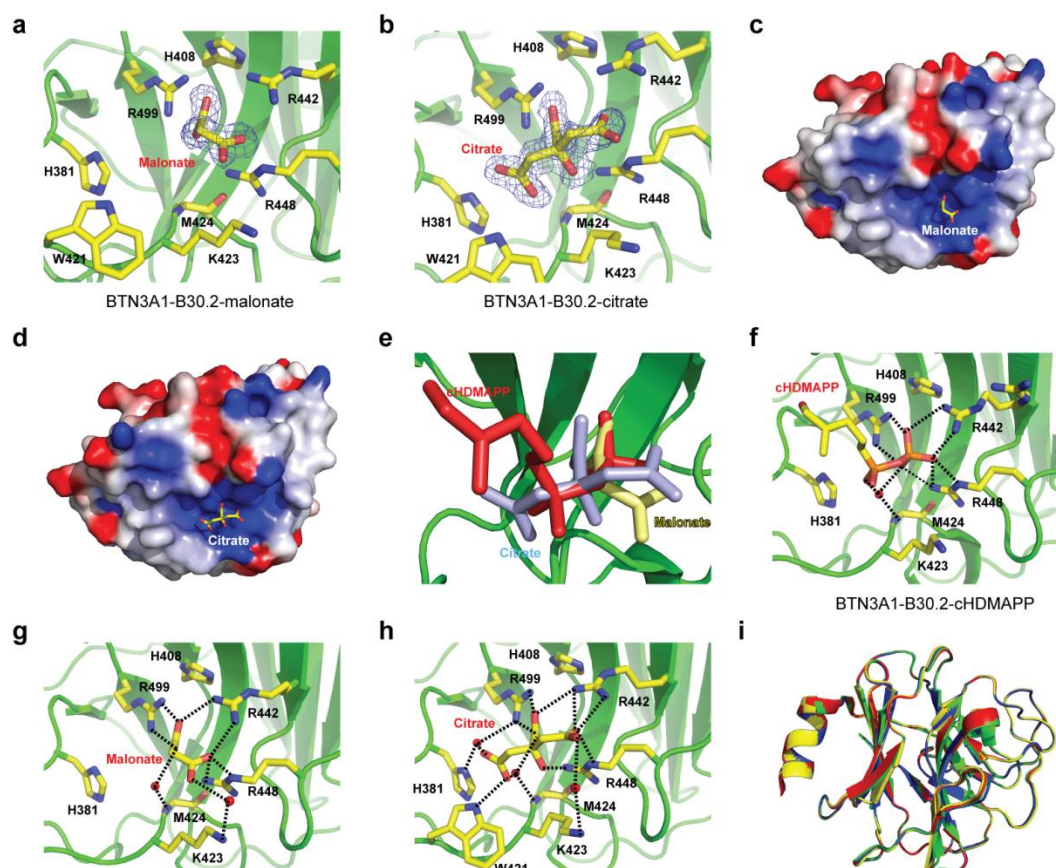 a
H408
R442
R499
Malonate
H381
R448
M424
W421
K423
BTN3A1-B30.2-malonate
b
H408
R442
R499
Citrate
R448
H381
M424
W421
K423
BTN3A1-B30.2-citrate
c
Malonate
d
Citrate
e
cHDMAPP
Malonate
Citrate
f
H408
cHDMAPP
R499
R442
R448
H381
M424
K423
BTN3A1-B30.2-cHDMAPP
g
H408
R499
R442
Malonate
R448
H381
M424
K423
h
H408
R499
R442
Citrate
R448
H381
M424
K423
W421
i